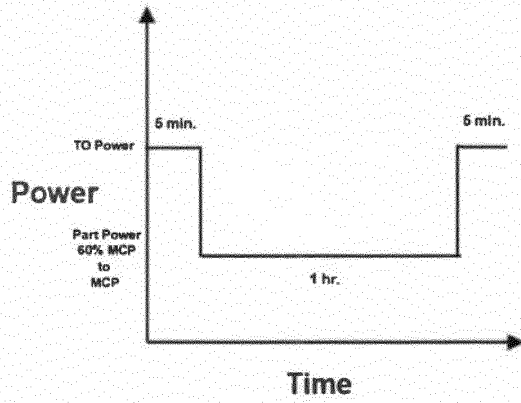 5 min.
5 min.
TO Power
Power
Part Power
60% MCP
to
MCP
1 hr.
Time